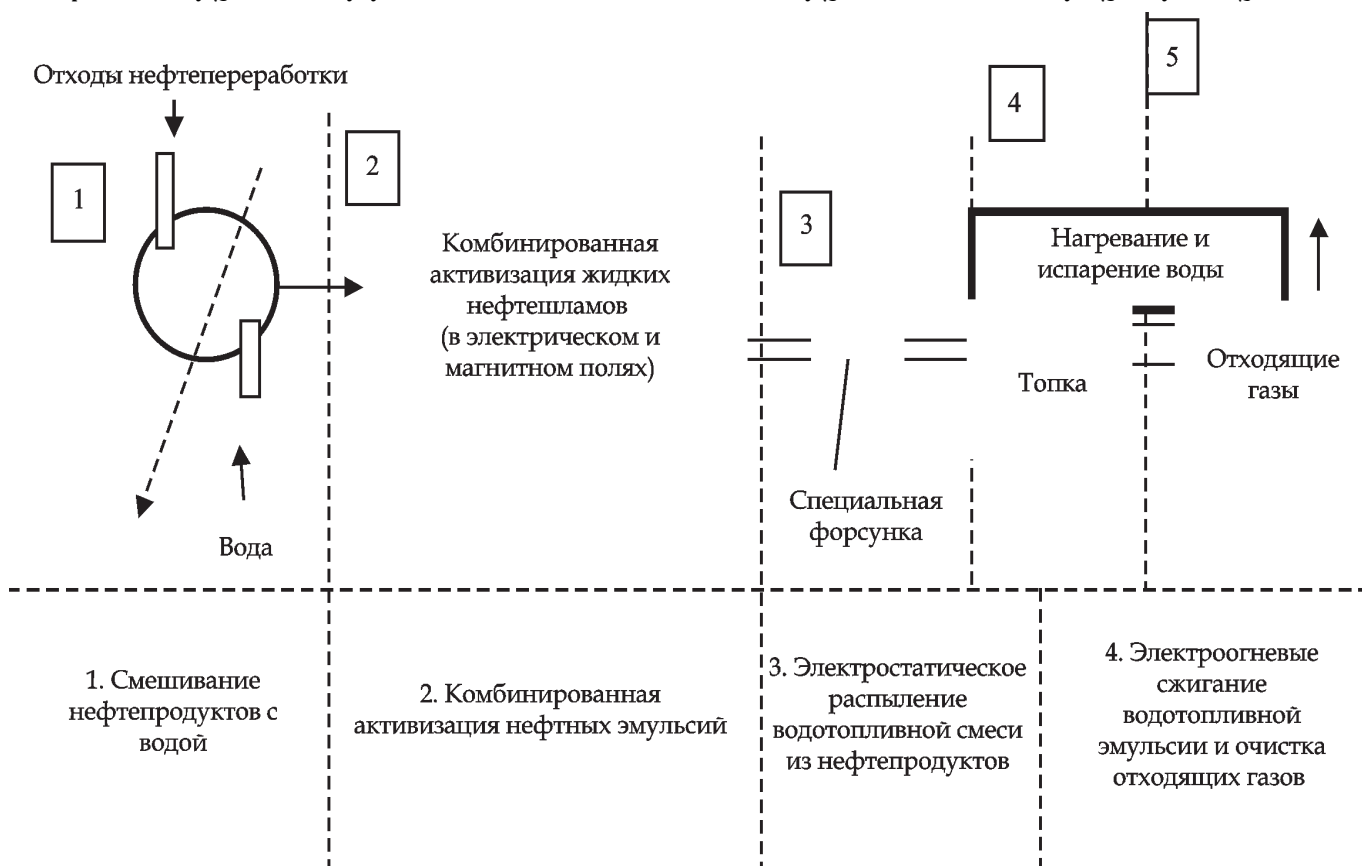 Отходы нефтепереработки
1
2
3
4
5
Комбинированная
активизация жидких
нефтешламов
(в электрическом и
магнитном полях)
Нагревание и
испарение воды
Топка
Отходящие
газы
Специальная
форсунка
Вода
1. Смешивание
нефтепродуктов с
водой
2. Комбинированная
активизация нефтных эмульсий
3. Электростатическое
распыление
водотопливной смеси
из нефтепродуктов
4. Электроогневые
сжигание
водотопливной
эмульсии и очистка
отходящих газов